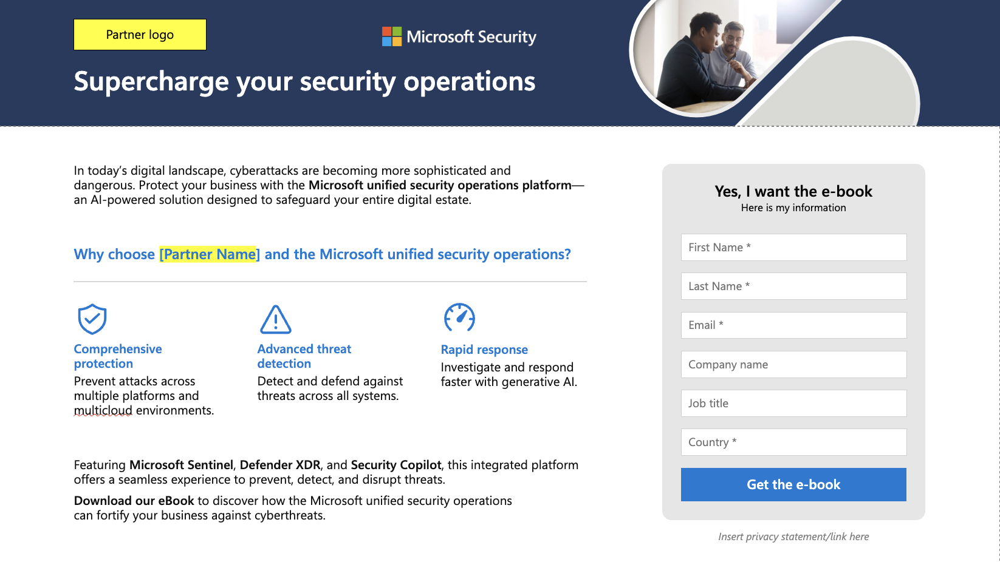 Partner logo
Microsoft Security
Supercharge your security operations
In today’s digital landscape, cyberattacks are becoming more sophisticated and
dangerous. Protect your business with the Microsoft unified security operations platform—
an AI-powered solution designed to safeguard your entire digital estate.
Why choose [Partner Name] and the Microsoft unified security operations?
Comprehensive
protection
Prevent attacks across
multiple platforms and
multicloud environments.
Advanced threat
detection
Detect and defend against
threats across all systems.
Rapid response
Investigate and respond
faster with generative AI.
Featuring Microsoft Sentinel, Defender XDR, and Security Copilot, this integrated platform
offers a seamless experience to prevent, detect, and disrupt threats.
Download our eBook to discover how the Microsoft unified security operations
can fortify your business against cyberthreats.
Yes, I want the e-book
Here is my information
First Name *
Last Name *
Email *
Company name
Job title
Country *
Get the e-book
Insert privacy statement/link here